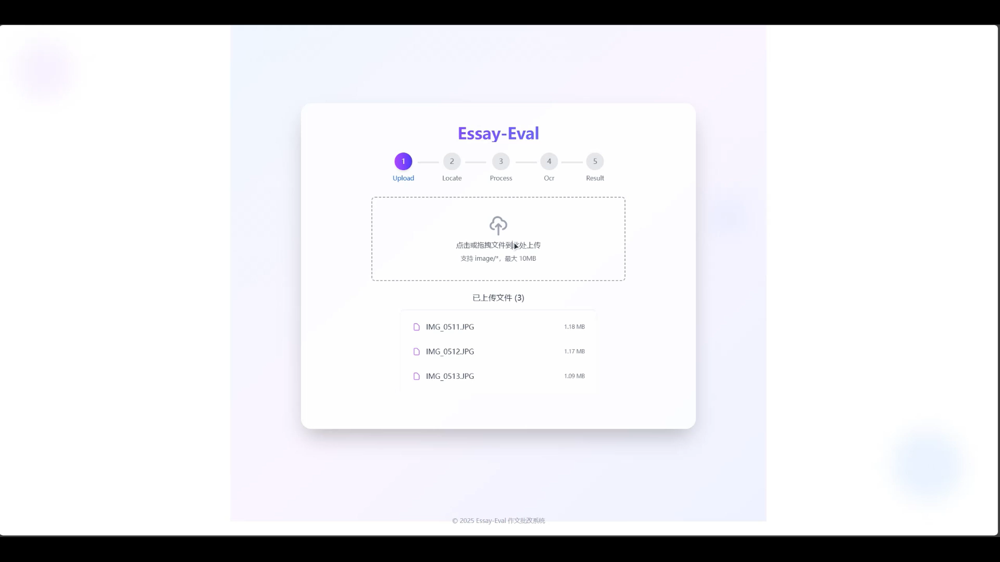 Essay-Eval
1 2 3 4 5
Upload Locate Process Ocr Result
点击或拖拽文件到此处上传
支持 image/*，最大 10MB
已上传文件 (3)
IMG_0511.JPG 1.18 MB
IMG_0512.JPG 1.17 MB
IMG_0513.JPG 1.09 MB
© 2025 Essay-Eval 作文批改系统